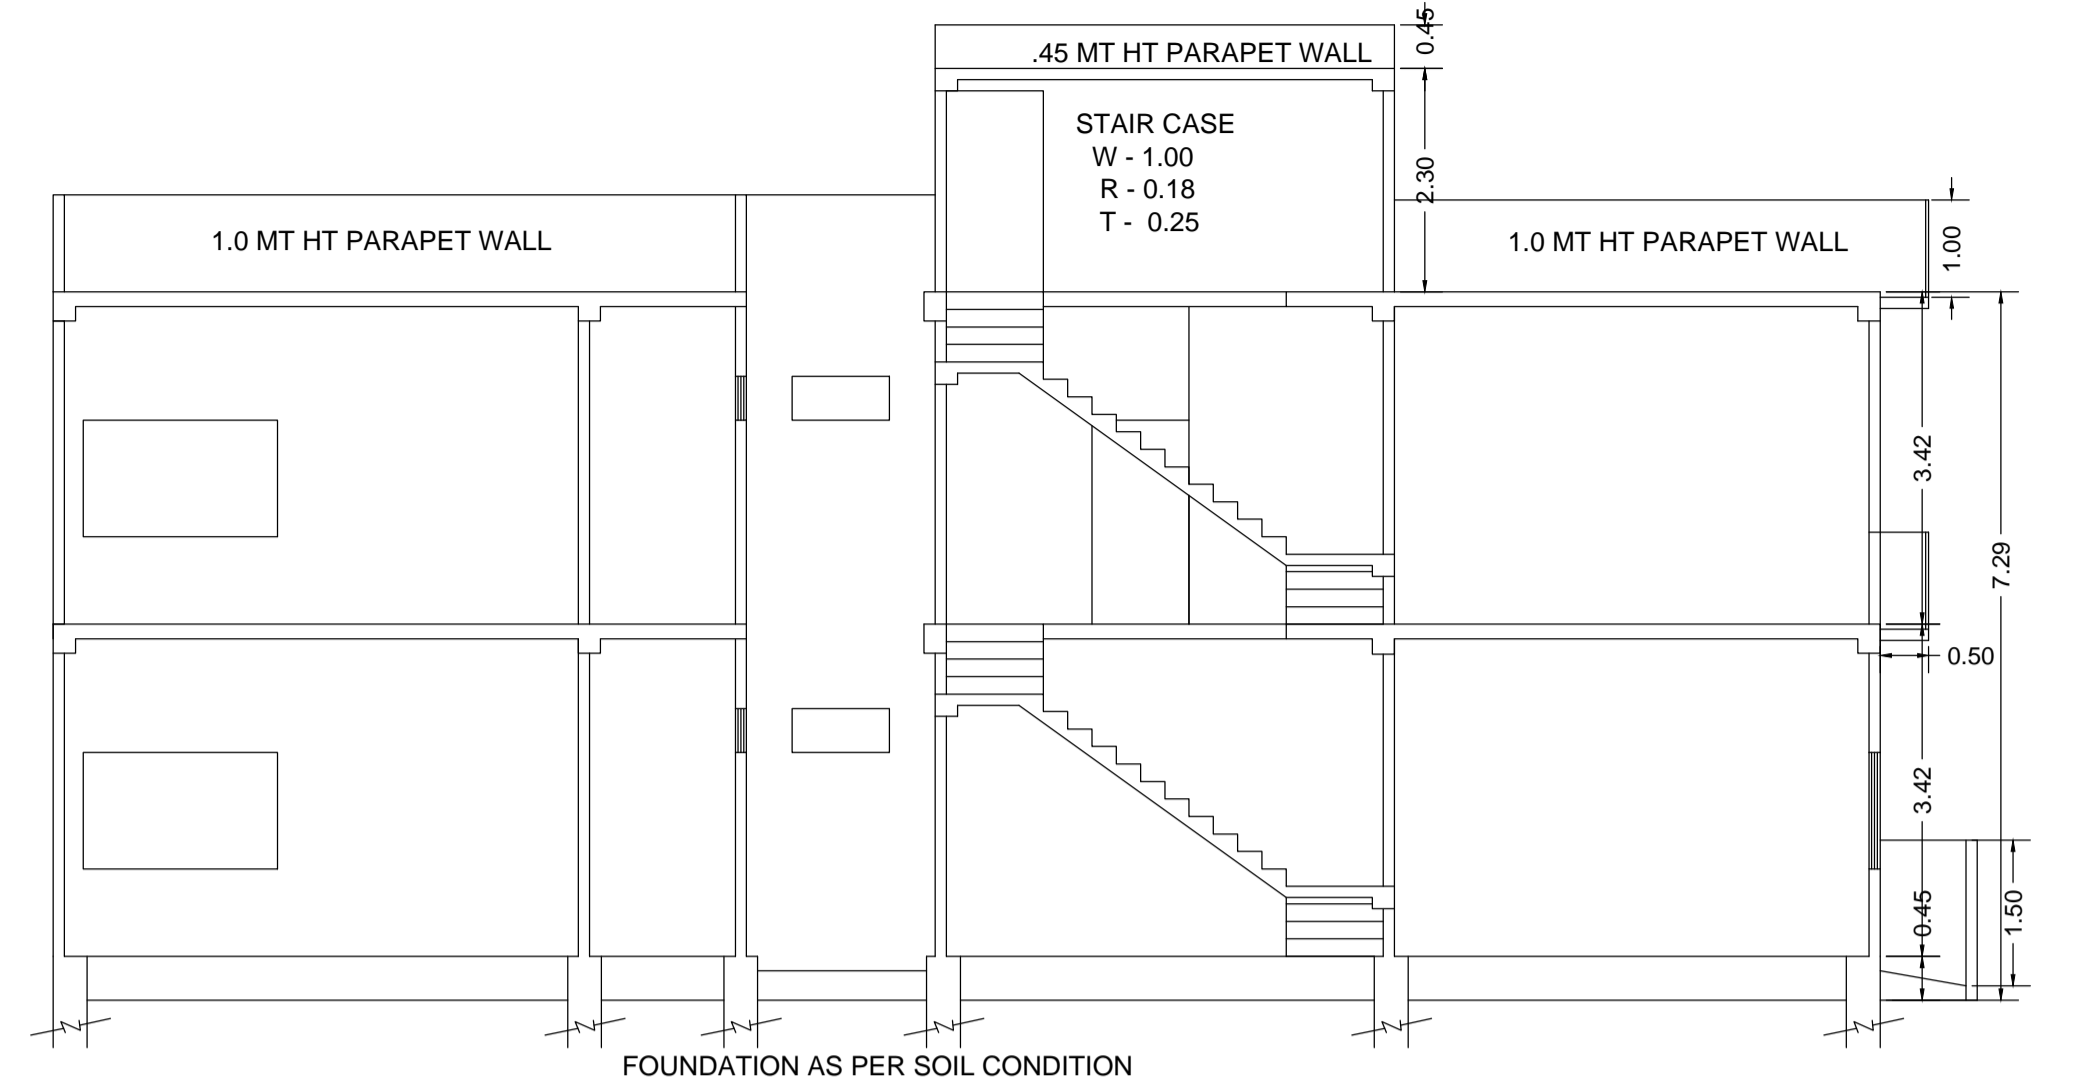 0.45
.45 MT HT PARAPET WALL
STAIR CASE
W - 1.00
R - 0.18
T - 0.25
2.30
1.0 MT HT PARAPET WALL
1.0 MT HT PARAPET WALL
1.00
3.42
7.29
0.50
3.42
0.45
1.50
FOUNDATION AS PER SOIL CONDITION